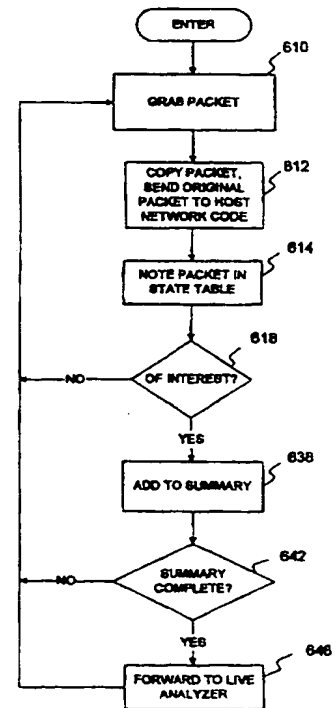 ENTER
610
GRAB PACKET
612
COPY PACKET,
SEND ORIGINAL
PACKET TO HOST
NETWORK CODE
614
NOTE PACKET IN
STATE TABLE
618
OF INTEREST?
NO
YES
638
ADD TO SUMMARY
642
SUMMARY
COMPLETE?
NO
YES
646
FORWARD TO LIVE
ANALYZER